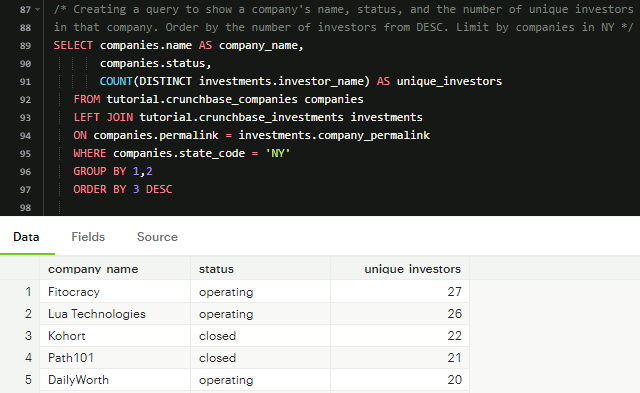 87 /* Creating a query to show a company's name, status, and the number of unique investors
88 in that company. Order by the number of investors from DESC. Limit by companies in NY */
89 SELECT companies.name AS company_name,
90 companies.status,
91 COUNT(DISTINCT investments.investor_name) AS unique_investors
92 FROM tutorial.crunchbase_companies companies
93 LEFT JOIN tutorial.crunchbase_investments investments
94 ON companies.permalink = investments.company_permalink
95 WHERE companies.state_code = 'NY'
96 GROUP BY 1,2
97 ORDER BY 3 DESC
98
Data Fields Source
company name status unique investors
1 Fitocracy operating 27
2 Lua Technologies operating 26
3 Kohort closed 22
4 Path101 closed 21
5 DailyWorth operating 20